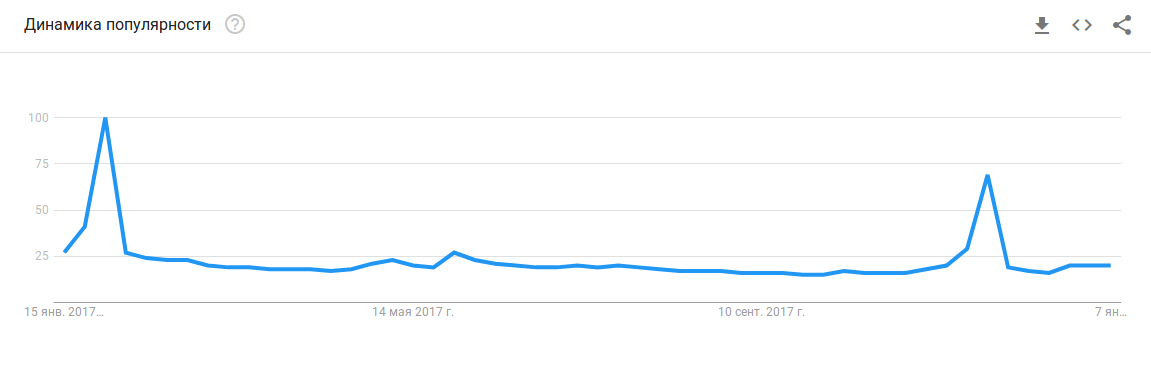 Динамика популярности ?
100
75
50
25
15 янв. 2017…
14 мая 2017 г.
10 сент. 2017 г.
7 ян…